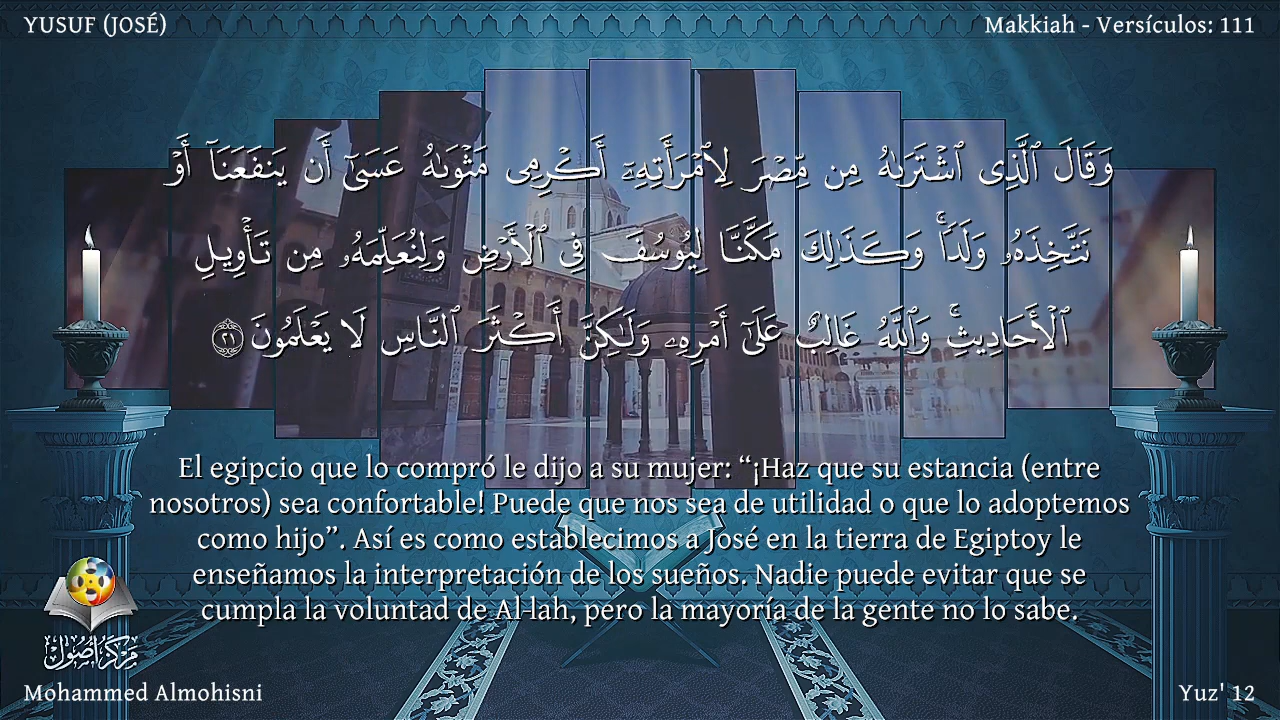 YUSUF (JOSÉ)
Makkiah - Versículos: 111
وَقَالَ ٱلَّذِى ٱشْتَرَىٰهُ مِن مِّصْرَ لِٱمْرَأَتِهِۦٓ أَكْرِمِى مَثْوَىٰهُ عَسَىٰٓ أَن يَنفَعَنَآ أَوْ
نَتَّخِذَهُۥ وَلَدًا ۚ وَكَذَٰلِكَ مَكَّنَّا لِيُوسُفَ فِى ٱلْأَرْضِ وَلِنُعَلِّمَهُۥ مِن تَأْوِيلِ
ٱلْأَحَادِيثِ ۚ وَٱللَّهُ غَالِبٌ عَلَىٰٓ أَمْرِهِۦ وَلَٰكِنَّ أَكْثَرَ ٱلنَّاسِ لَا يَعْلَمُونَ ٢١
El egipcio que lo compró le dijo a su mujer: “¡Haz que su estancia (entre
nosotros) sea confortable! Puede que nos sea de utilidad o que lo adoptemos
como hijo”. Así es como establecimos a José en la tierra de Egiptoy le
enseñamos la interpretación de los sueños. Nadie puede evitar que se
cumpla la voluntad de Al-lah, pero la mayoría de la gente no lo sabe.
مركز أصول
Mohammed Almohisni
Yuz' 12